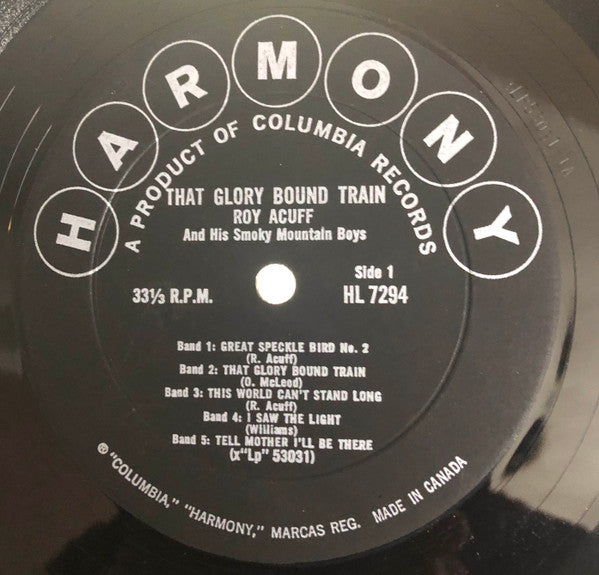 HARMONY
A PRODUCT OF COLUMBIA RECORDS
THAT GLORY BOUND TRAIN
ROY ACUFF
And His Smoky Mountain Boys
Side 1
33⅓ R.P.M.
HL 7294
Band 1: GREAT SPECKLE BIRD No. 2
(R. Acuff)
Band 2: THAT GLORY BOUND TRAIN
(O. McLeod)
Band 3: THIS WORLD CAN'T STAND LONG
(R. Acuff)
Band 4: I SAW THE LIGHT
(Williams)
Band 5: TELL MOTHER I'LL BE THERE
(x"Lp" 53031)
® "COLUMBIA," "HARMONY," MARCAS REG. MADE IN CANADA